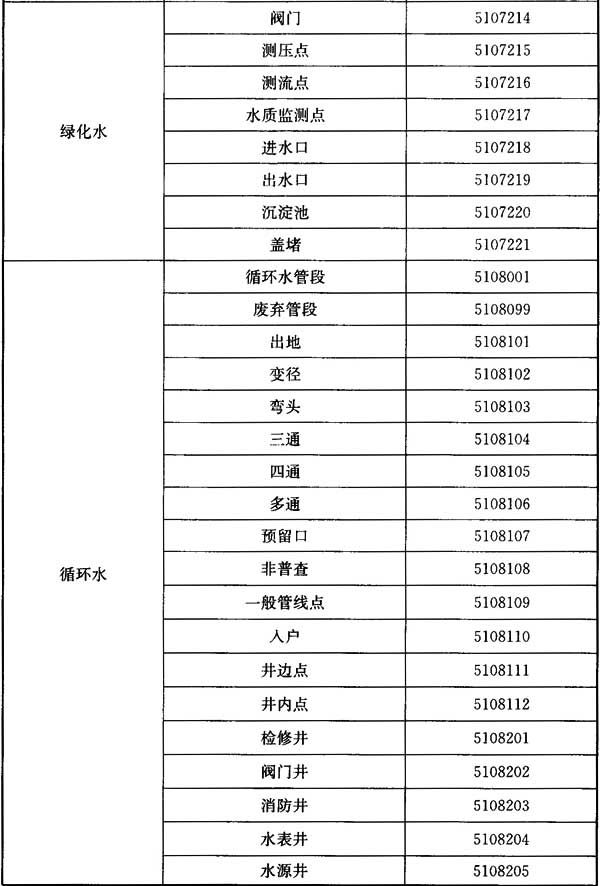 绿化水
阀门 5107214
测压点 5107215
测流点 5107216
水质监测点 5107217
进水口 5107218
出水口 5107219
沉淀池 5107220
盖堵 5107221
循环水
循环水管段 5108001
废弃管段 5108099
出地 5108101
变径 5108102
弯头 5108103
三通 5108104
四通 5108105
多通 5108106
预留口 5108107
非普查 5108108
一般管线点 5108109
入户 5108110
井边点 5108111
井内点 5108112
检修井 5108201
阀门井 5108202
消防井 5108203
水表井 5108204
水源井 5108205